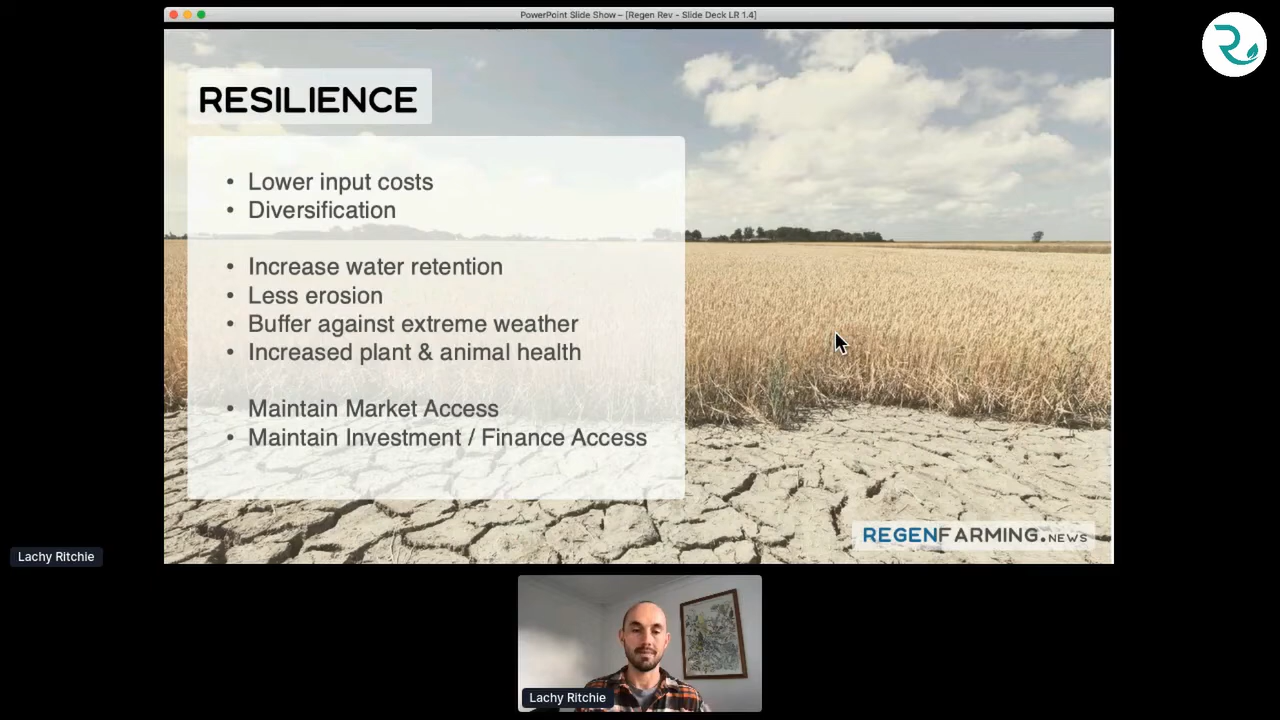 PowerPoint Slide Show – [Regen Rev - Slide Deck LR 1.4]
RESILIENCE
• Lower input costs
• Diversification
• Increase water retention
• Less erosion
• Buffer against extreme weather
• Increased plant & animal health
• Maintain Market Access
• Maintain Investment / Finance Access
REGENFARMING.NEWS
Lachy Ritchie
Lachy Ritchie